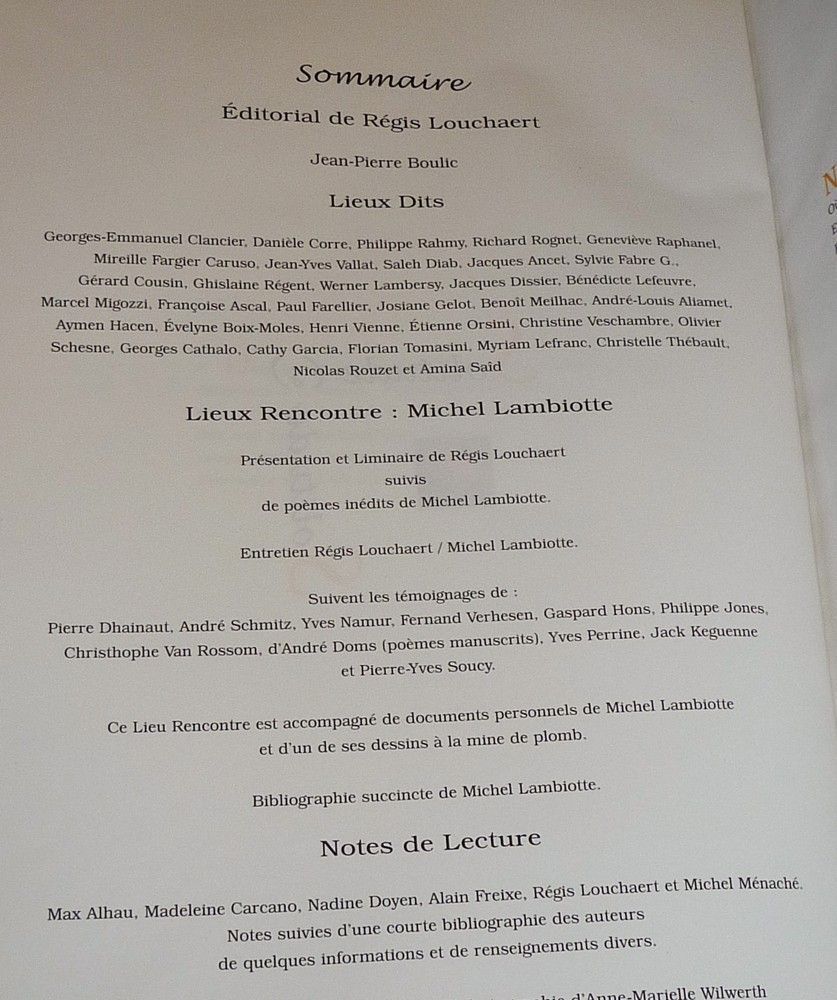 Sommaire
Éditorial de Régis Louchaert
Jean-Pierre Boulic
Lieux Dits
Georges-Emmanuel Clancier, Danièle Corre, Philippe Rahmy, Richard Rognet, Geneviève Raphanel,
Mireille Fargier Caruso, Jean-Yves Vallat, Saleh Diab, Jacques Ancet, Sylvie Fabre G.,
Gérard Cousin, Ghislaine Régent, Werner Lambersy, Jacques Dissier, Bénédicte Lefeuvre,
Marcel Migozzi, Françoise Ascal, Paul Farellier, Josiane Gelot, Benoît Meilhac, André-Louis Aliamet,
Aymen Hacen, Évelyne Boix-Moles, Henri Vienne, Étienne Orsini, Christine Veschambre, Olivier
Schesne, Georges Cathalo, Cathy Garcia, Florian Tomasini, Myriam Lefranc, Christelle Thébault,
Nicolas Rouzet et Amina Saïd
Lieux Rencontre : Michel Lambiotte
Présentation et Liminaire de Régis Louchaert
suivis
de poèmes inédits de Michel Lambiotte.
Entretien Régis Louchaert / Michel Lambiotte.
Suivent les témoignages de :
Pierre Dhainaut, André Schmitz, Yves Namur, Fernand Verhesen, Gaspard Hons, Philippe Jones,
Christhophe Van Rossom, d'André Doms (poèmes manuscrits), Yves Perrine, Jack Keguenne
et Pierre-Yves Soucy.
Ce Lieu Rencontre est accompagné de documents personnels de Michel Lambiotte
et d'un de ses dessins à la mine de plomb.
Bibliographie succincte de Michel Lambiotte.
Notes de Lecture
Max Alhau, Madeleine Carcano, Nadine Doyen, Alain Freixe, Régis Louchaert et Michel Ménaché.
Notes suivies d'une courte bibliographie des auteurs
de quelques informations et de renseignements divers.
d'Anne-Marielle Wilwerth